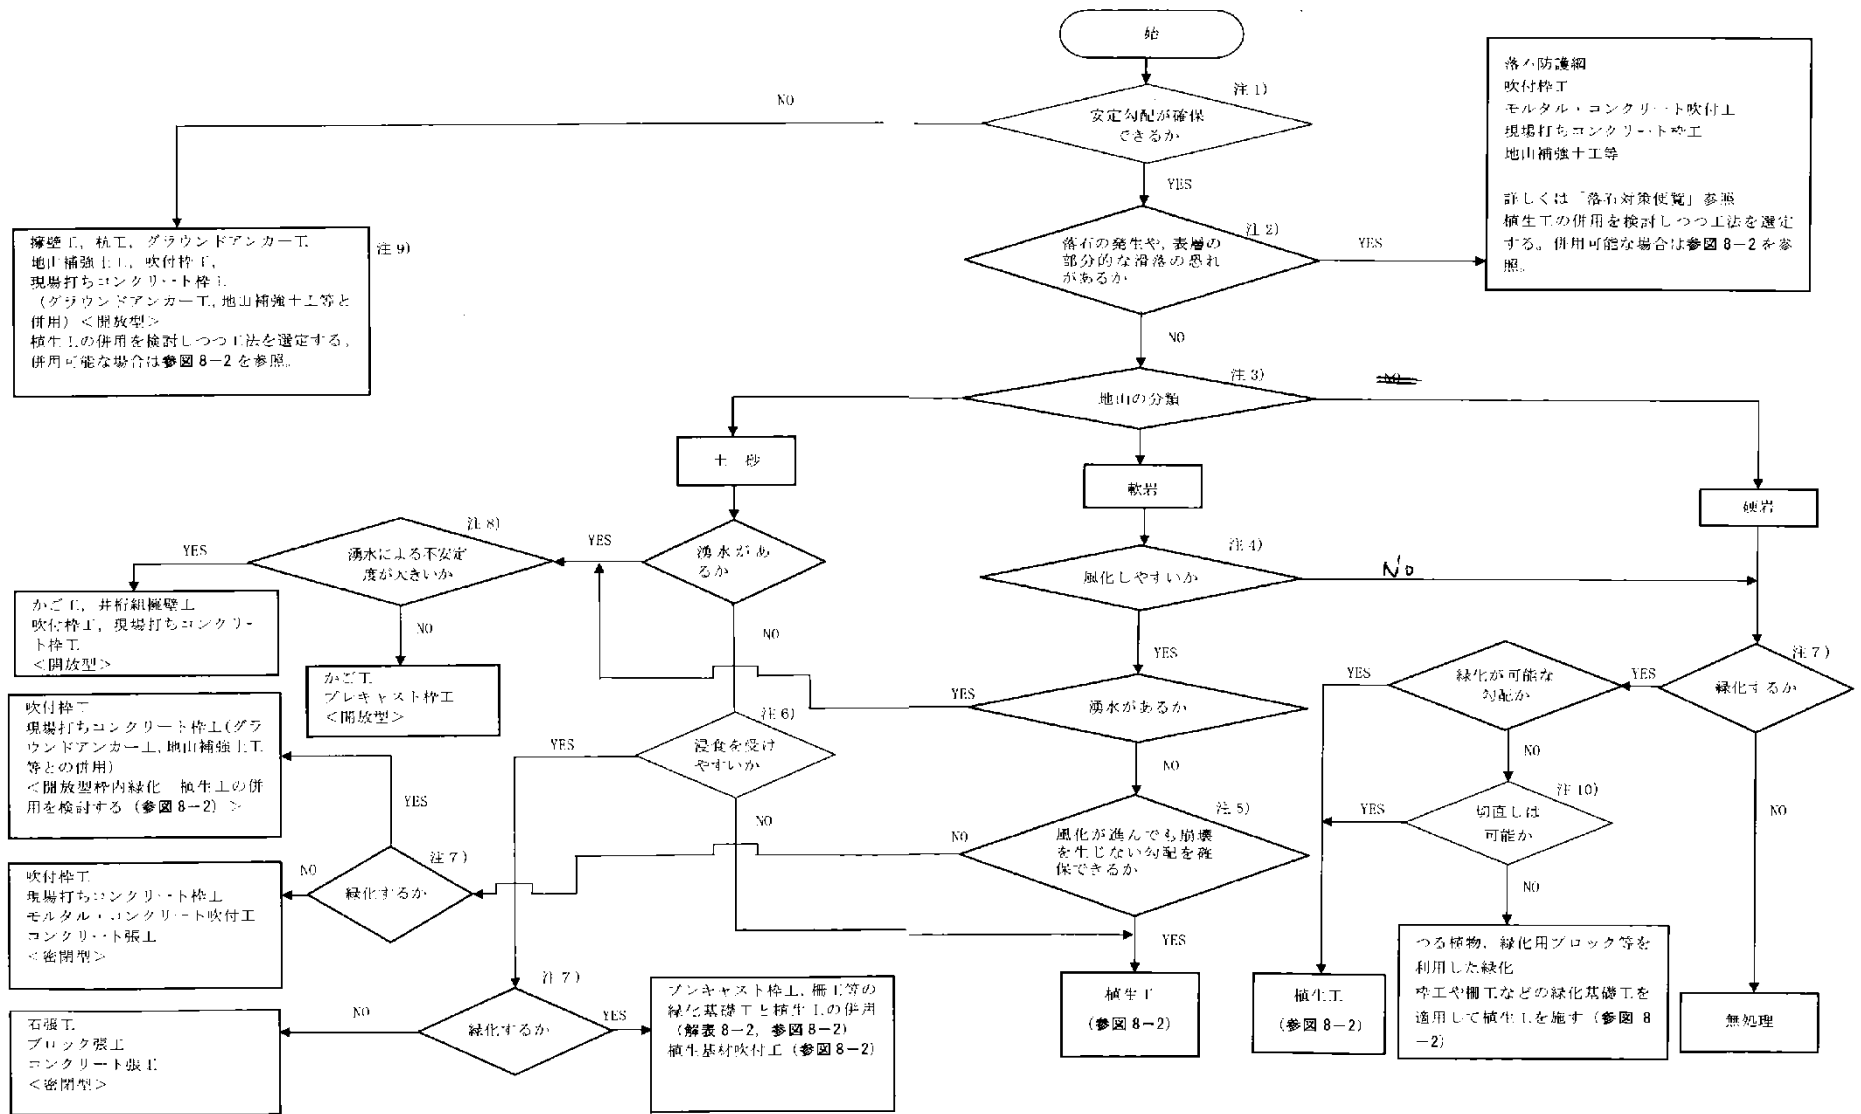 始
注 1)
安定勾配が確保
できるか
NO
YES
落石防護網
吹付枠工
モルタル・コンクリート吹付工
現場打ちコンクリート枠工
地山補強土工等
詳しくは「落石対策便覧」参照
植生工の併用を検討しつつ工法を選定
する。併用可能な場合は参図 8-2 を参
照。
擁壁工, 杭工, グラウンドアンカー工
地山補強土工, 吹付枠工,
現場打ちコンクリート枠工
(グラウンドアンカー工, 地山補強土工等と
併用) <開放型>
植生工の併用を検討しつつ工法を選定する。
併用可能な場合は参図 8-2 を参照。
注 9)
注 2)
落石の発生や, 表層の
部分的な滑落の恐れ
があるか
YES
NO
注 3)
地山の分類
NO
土 砂
軟岩
硬岩
注 8)
湧水による不安定
度が大きいか
YES
NO
湧水があ
るか
YES
NO
注 4)
風化しやすいか
No
YES
かご工, 井桁組擁壁工
吹付枠工, 現場打ちコンクリー
ト枠工
<開放型>
かご工
プレキャスト枠工
<開放型>
湧水があるか
YES
NO
注 7)
緑化するか
YES
NO
緑化が可能な
勾配か
YES
NO
吹付枠工
現場打ちコンクリート枠工(グラ
ウンドアンカー工, 地山補強土工
等との併用)
<開放型枠内緑化 植生工の併
用を検討する (参図 8-2) >
注 6)
浸食を受け
やすいか
YES
NO
注 10)
切直しは
可能か
YES
NO
注 5)
風化が進んでも崩壊
を生じない勾配を確
保できるか
NO
YES
注 7)
緑化するか
YES
NO
吹付枠工
現場打ちコンクリート枠工
モルタル・コンクリート吹付工
コンクリート張工
<密閉型>
注 7)
緑化するか
NO
YES
石張工
ブロック張工
コンクリート張工
<密閉型>
プレキャスト枠工, 柵工等の
緑化基礎工と植生工の併用
(解表 8-2, 参図 8-2)
植生基材吹付工 (参図 8-2)
植生工
(参図 8-2)
植生工
(参図 8-2)
つる植物、緑化用ブロック等を
利用した緑化
枠工や柵工などの緑化基礎工を
適用して植生工を施す (参図 8
-2)
無処理